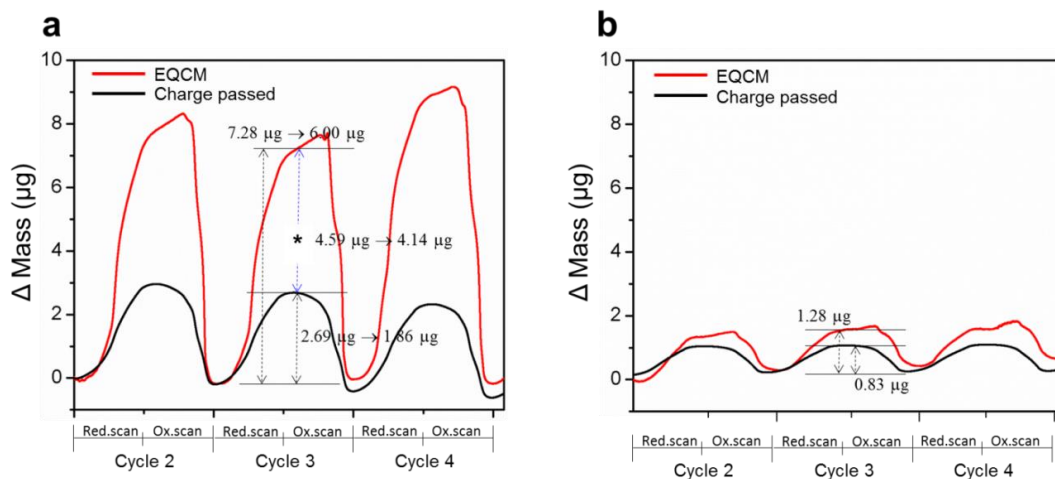 a
10
8
6
4
2
0
Δ Mass (µg)
EQCM
Charge passed
7.28 µg → 6.00 µg
* 4.59 µg → 4.14 µg
2.69 µg → 1.86 µg
Red.scan Ox.scan Red.scan Ox.scan Red.scan Ox.scan
Cycle 2 Cycle 3 Cycle 4
b
10
8
6
4
2
0
Δ Mass (µg)
EQCM
Charge passed
1.28 µg
0.83 µg
Red.scan Ox.scan Red.scan Ox.scan Red.scan Ox.scan
Cycle 2 Cycle 3 Cycle 4